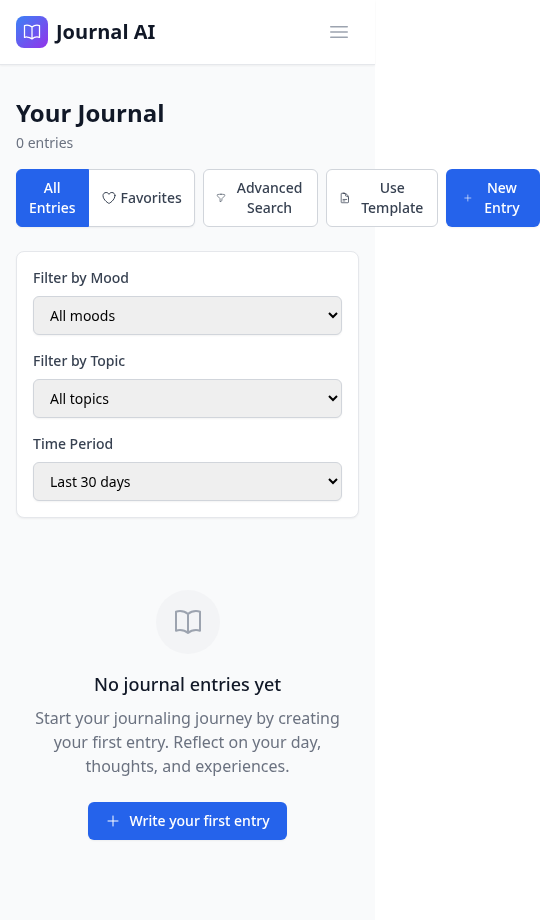 Journal AI
Your Journal
0 entries
All
Entries
Favorites
Advanced
Search
Use
Template
New
Entry
Filter by Mood
All moods
Filter by Topic
All topics
Time Period
Last 30 days
No journal entries yet
Start your journaling journey by creating
your first entry. Reflect on your day,
thoughts, and experiences.
Write your first entry